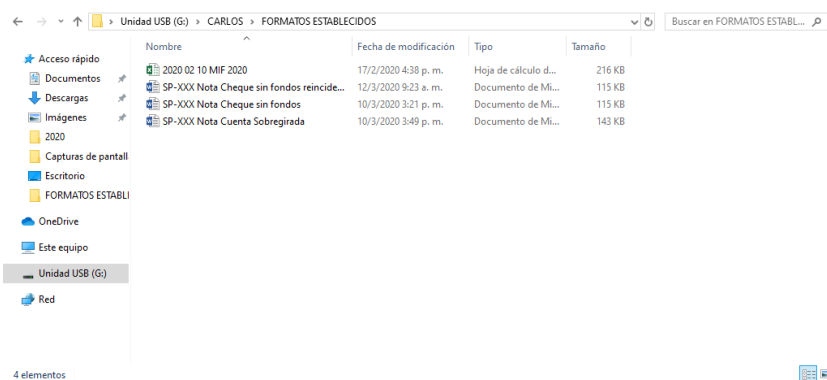 > Unidad USB (G:) > CARLOS > FORMATOS ESTABLECIDOS
Buscar en FORMATOS ESTABL...
Nombre Fecha de modificación Tipo Tamaño
2020 02 10 MIF 2020 17/2/2020 4:38 p. m. Hoja de cálculo d... 216 KB
SP-XXX Nota Cheque sin fondos reincide... 12/3/2020 9:23 a. m. Documento de Mi... 115 KB
SP-XXX Nota Cheque sin fondos 10/3/2020 3:21 p. m. Documento de Mi... 115 KB
SP-XXX Nota Cuenta Sobregirada 10/3/2020 3:49 p. m. Documento de Mi... 143 KB
Acceso rápido
Documentos
Descargas
Imágenes
2020
Capturas de pantall
Escritorio
FORMATOS ESTABLI
OneDrive
Este equipo
Unidad USB (G:)
Red
4 elementos